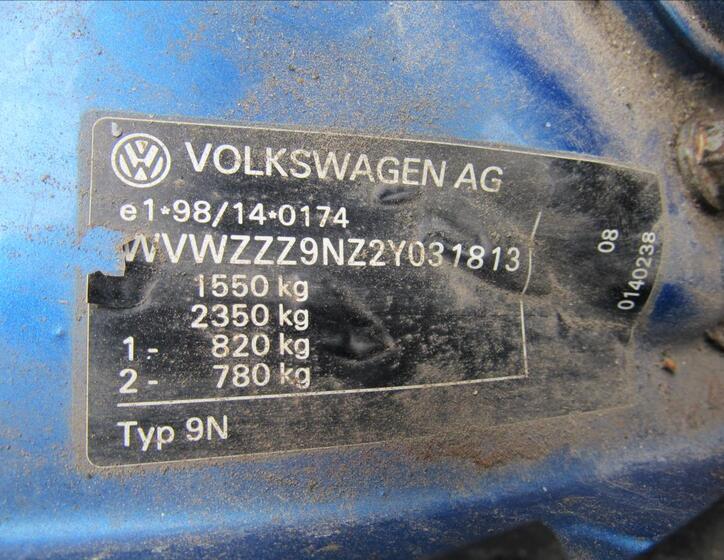 VOLKSWAGEN AG
e1*98/14*0174
WVWZZZ9NZ2Y031813
1550 kg
2350 kg
1- 820 kg
2- 780 kg
Typ 9N
08
0140238